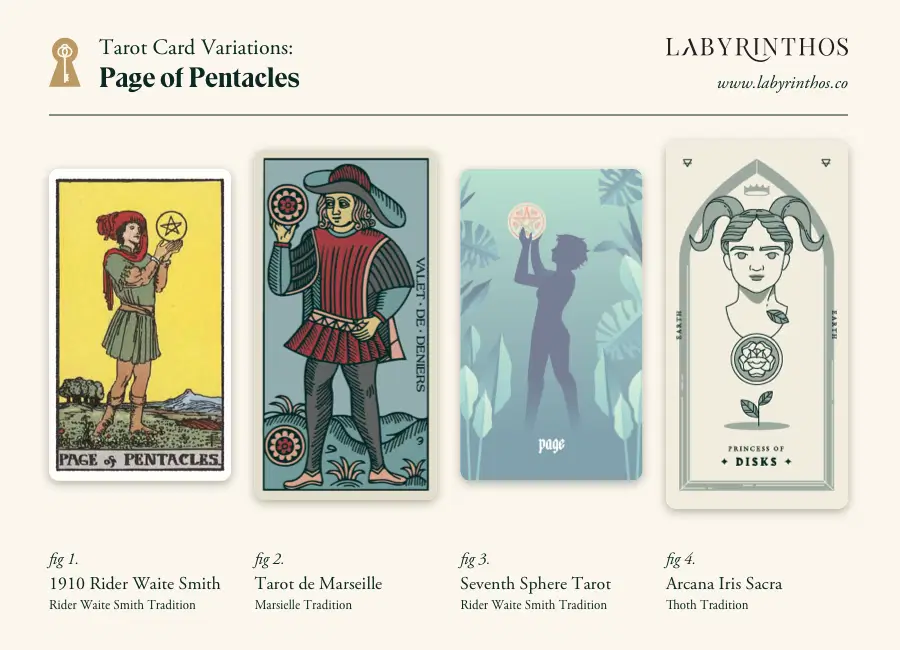 Tarot Card Variations:
Page of Pentacles
LABYRINTHOS
www.labyrinthos.co
PAGE of PENTACLES.
VALET · DE · DENIERS
page
EARTH
EARTH
PRINCESS OF
DISKS
fig 1.
1910 Rider Waite Smith
Rider Waite Smith Tradition
fig 2.
Tarot de Marseille
Marsielle Tradition
fig 3.
Seventh Sphere Tarot
Rider Waite Smith Tradition
fig 4.
Arcana Iris Sacra
Thoth Tradition